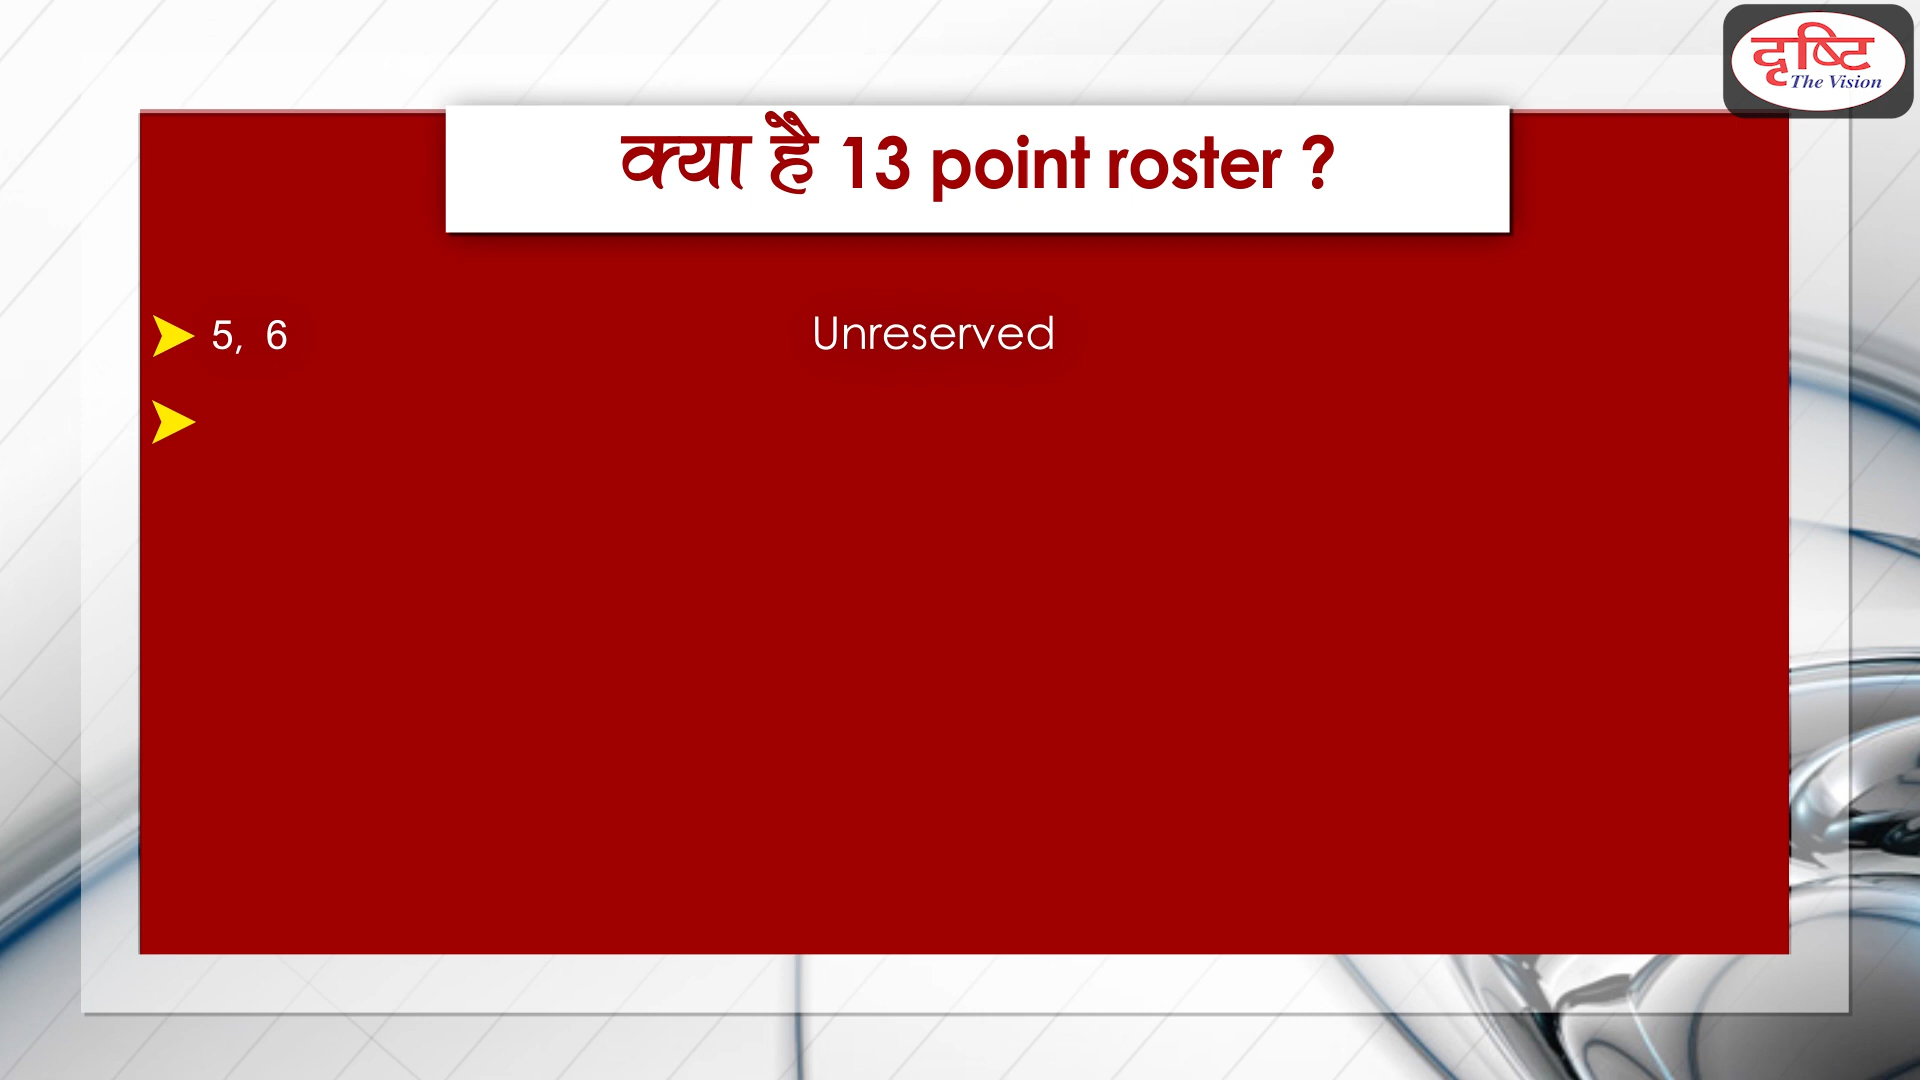 दृष्टि
The Vision
क्या है 13 point roster ?
5, 6 Unreserved